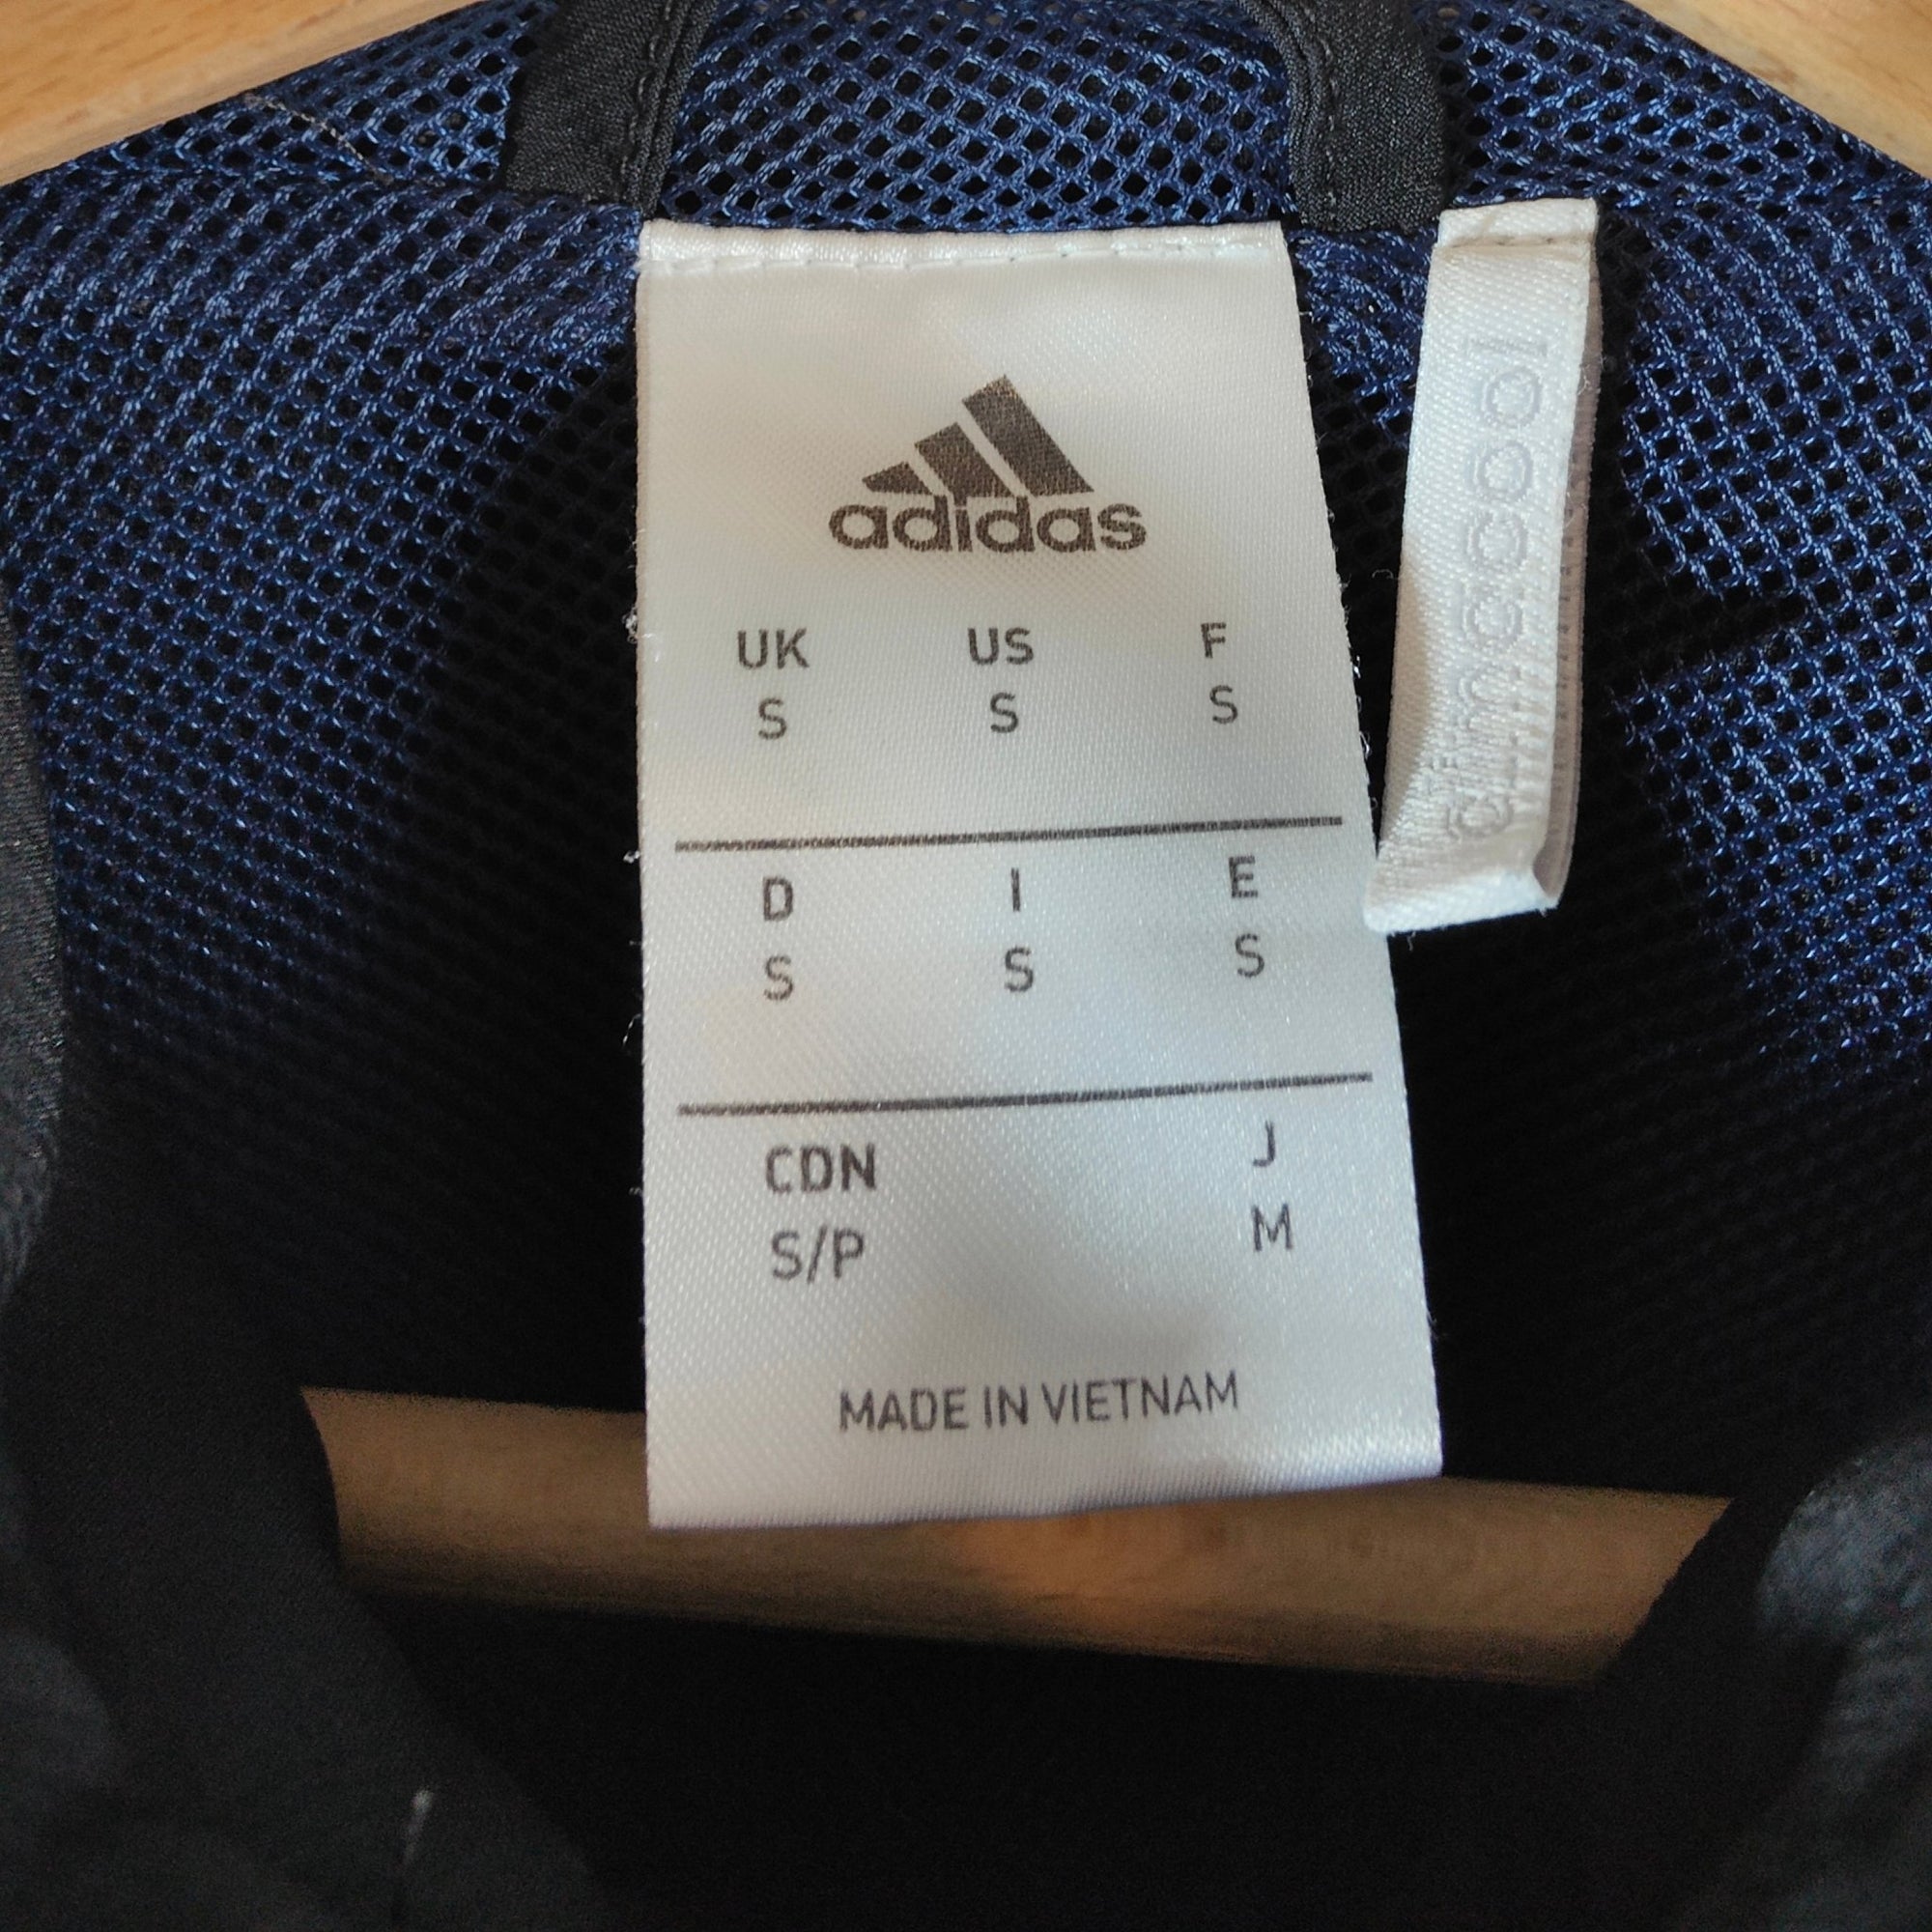 adidas
UK US F
S S S
D I E
S S S
CDN J
S/P M
MADE IN VIETNAM
climacool